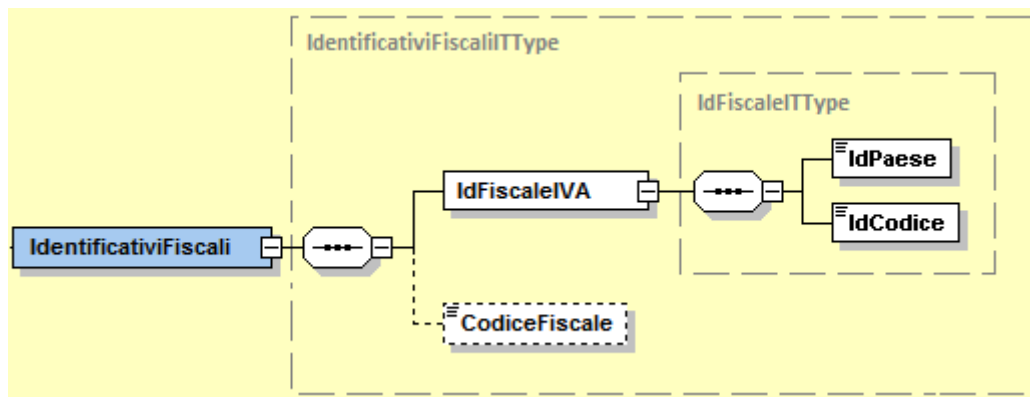 IdentificativiFiscaliITType
IdFiscaleITType
IdPaese
IdFiscaleIVA
IdCodice
IdentificativiFiscali
CodiceFiscale